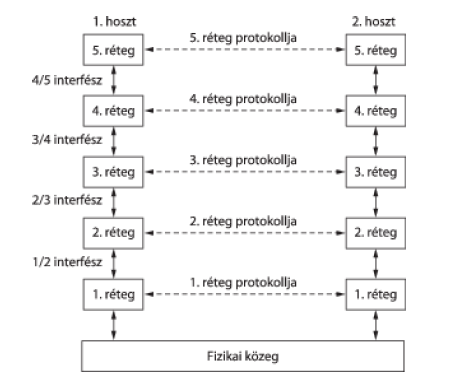 1. hoszt
2. hoszt
5. réteg protokollja
5. réteg
5. réteg
4/5 interfész
4. réteg protokollja
4. réteg
4. réteg
3/4 interfész
3. réteg protokollja
3. réteg
3. réteg
2/3 interfész
2. réteg protokollja
2. réteg
2. réteg
1/2 interfész
1. réteg protokollja
1. réteg
1. réteg
Fizikai közeg